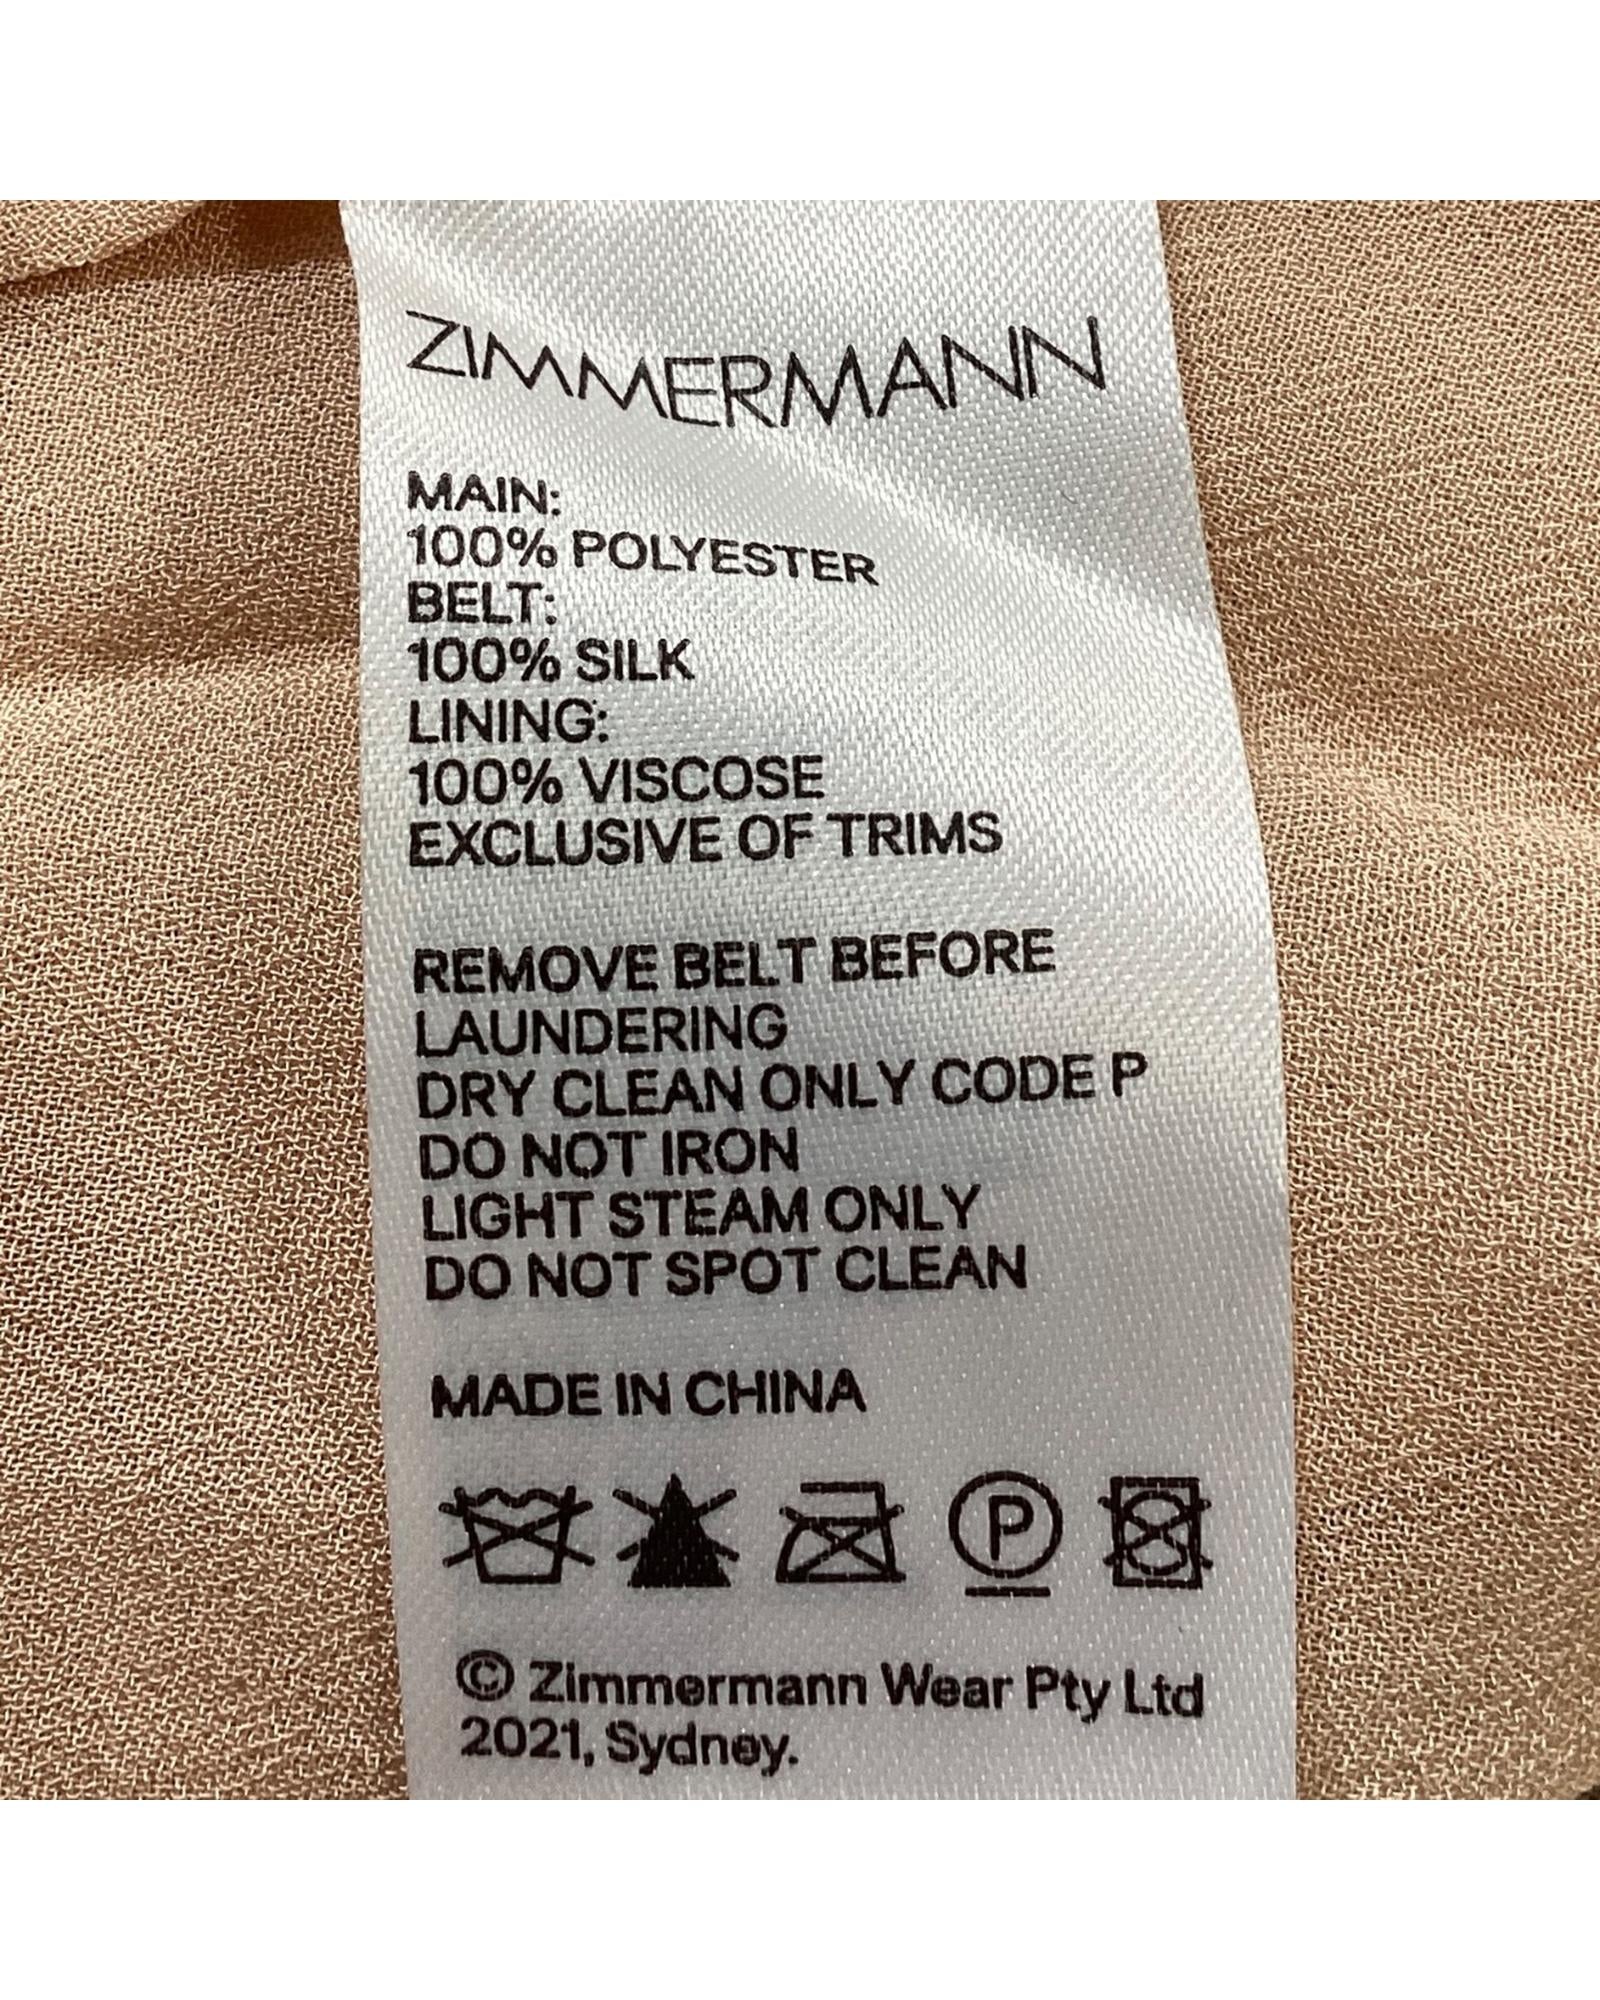 ZIMMERMANN
MAIN:
100% POLYESTER
BELT:
100% SILK
LINING:
100% VISCOSE
EXCLUSIVE OF TRIMS
REMOVE BELT BEFORE
LAUNDERING
DRY CLEAN ONLY CODE P
DO NOT IRON
LIGHT STEAM ONLY
DO NOT SPOT CLEAN
MADE IN CHINA
P
© Zimmermann Wear Pty Ltd
2021, Sydney.